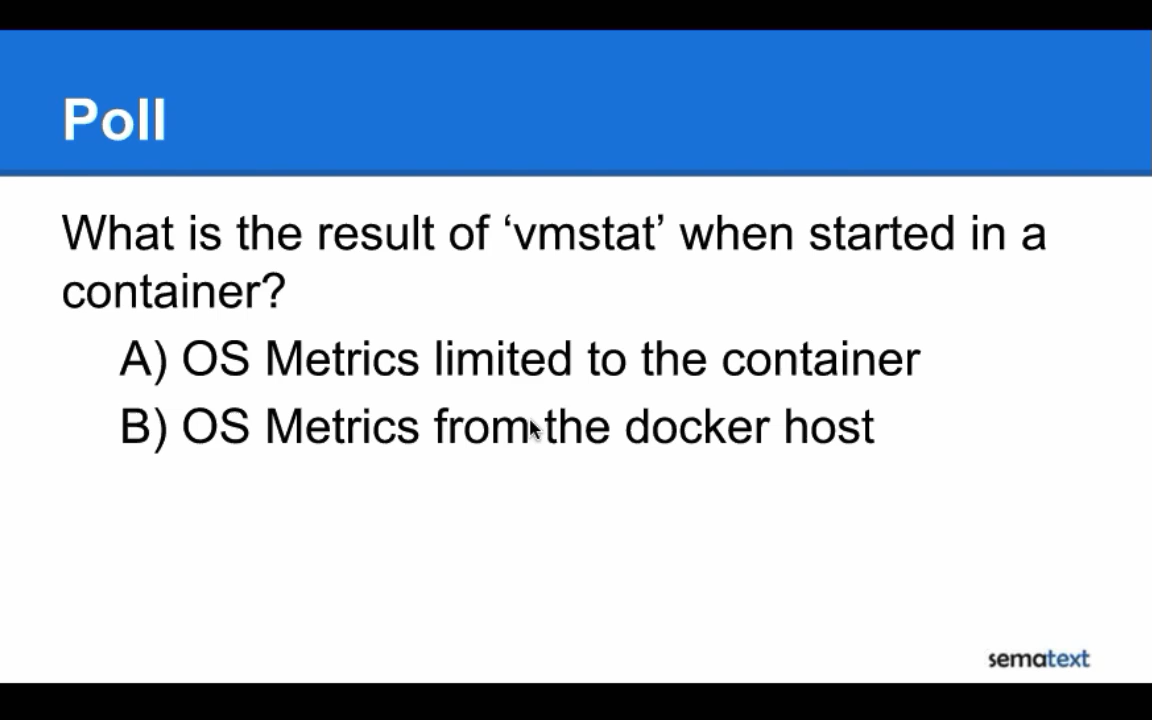 Poll
What is the result of ‘vmstat’ when started in a
container?
A) OS Metrics limited to the container
B) OS Metrics from the docker host
sematext